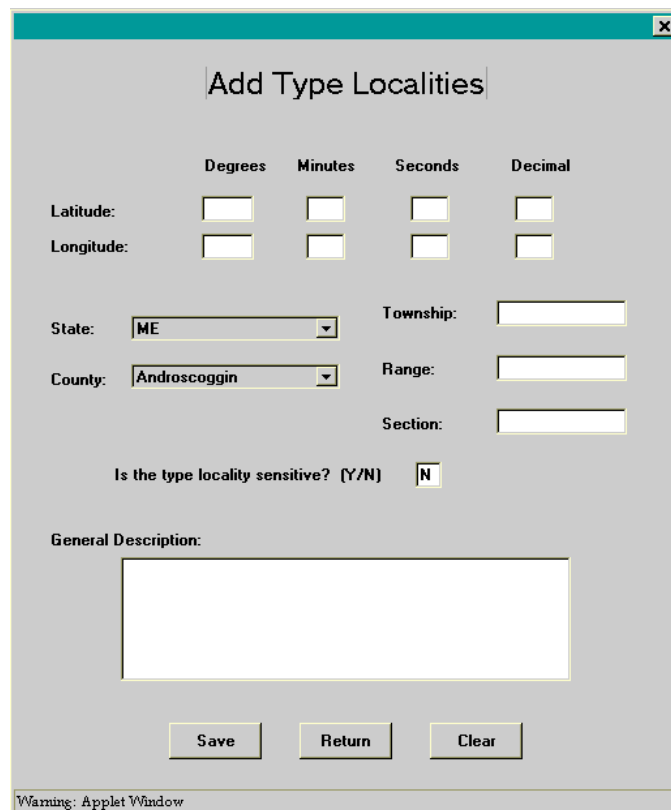 Add Type Localities
Degrees Minutes Seconds Decimal
Latitude:
Longitude:
State: ME
Township:
County: Androscoggin
Range:
Section:
Is the type locality sensitive? (Y/N) N
General Description:
Save Return Clear
Warning: Applet Window